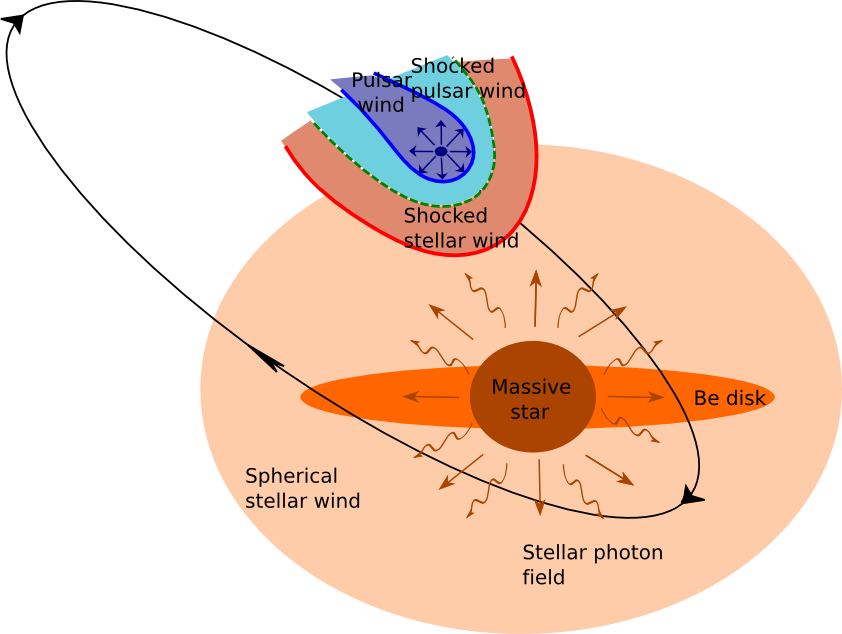 Pulsar
wind
Shocked
pulsar wind
Shocked
stellar wind
Massive
star
Be disk
Spherical
stellar wind
Stellar photon
field